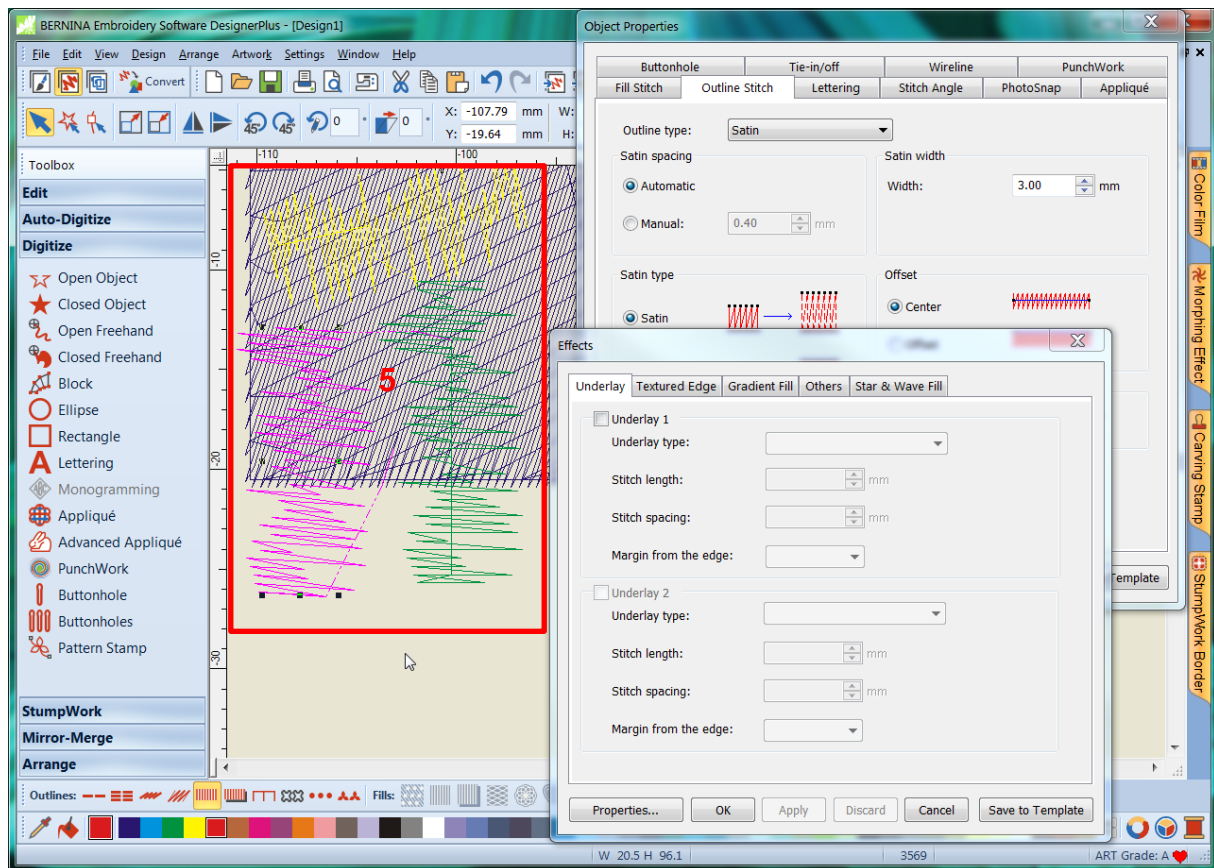 BERNINA Embroidery Software DesignerPlus - [Design1]
File Edit View Design Arrange Artwork Settings Window Help
Convert
45° 45° 0 ° 0 °
X: -107.79 mm W:
Y: -19.64 mm H:
Toolbox
Edit
Auto-Digitize
Digitize
Open Object
Closed Object
Open Freehand
Closed Freehand
Block
Ellipse
Rectangle
Lettering
Monogramming
Appliqué
Advanced Appliqué
PunchWork
Buttonhole
Buttonholes
Pattern Stamp
StumpWork
Mirror-Merge
Arrange
-110 -100
-10
-20
-30
5
Object Properties
Buttonhole Tie-in/off Wireline PunchWork
Fill Stitch Outline Stitch Lettering Stitch Angle PhotoSnap Appliqué
Outline type: Satin
Satin spacing
Automatic
Manual: 0.40 mm
Satin width
Width: 3.00 mm
Satin type
Satin
Offset
Center
Offset
Template
Effects
Underlay Textured Edge Gradient Fill Others Star & Wave Fill
Underlay 1
Underlay type:
Stitch length: mm
Stitch spacing: mm
Margin from the edge:
Underlay 2
Underlay type:
Stitch length: mm
Stitch spacing: mm
Margin from the edge:
Properties... OK Apply Discard Cancel Save to Template
Color Film
Morphing Effect
Carving Stamp
StumpWork Border
Outlines: Fills:
W 20.5 H 96.1 3569 ART Grade: A